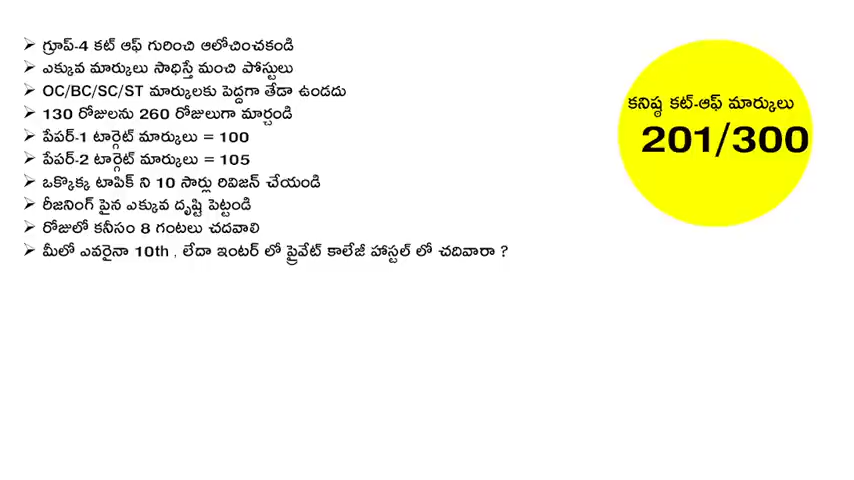 ➢ గ్రూప్-4 కట్ ఆఫ్ గురించి ఆలోచించకండి
➢ ఎక్కువ మార్కులు సాధిస్తే మంచి పోస్టులు
➢ OC/BC/SC/ST మార్కులకు పెద్దగా తేడా ఉండదు
➢ 130 రోజులను 260 రోజులుగా మార్చండి
➢ పేపర్-1 టార్గెట్ మార్కులు = 100
➢ పేపర్-2 టార్గెట్ మార్కులు = 105
➢ ఒక్కొక్క టాపిక్ ని 10 సార్లు రివిజన్ చేయండి
➢ రీజనింగ్ పైన ఎక్కువ దృష్టి పెట్టండి
➢ రోజులో కనీసం 8 గంటలు చదవాలి
➢ మీలో ఎవరైనా 10th , లేదా ఇంటర్ లో ప్రైవేట్ కాలేజీ హాస్టల్ లో చదివారా ?
కనిష్ఠ కట్-ఆఫ్ మార్కులు
201/300